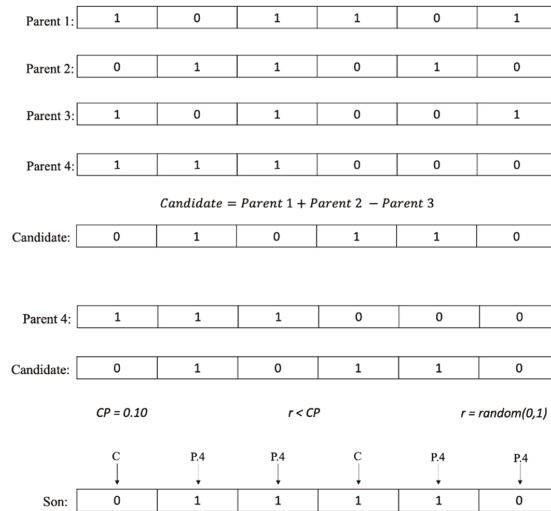 Parent 1: 1 0 1 1 0 1
Parent 2: 0 1 1 0 1 0
Parent 3: 1 0 1 0 0 1
Parent 4: 1 1 1 0 0 0
Candidate = Parent 1 + Parent 2 − Parent 3
Candidate: 0 1 0 1 1 0
Parent 4: 1 1 1 0 0 0
Candidate: 0 1 0 1 1 0
CP = 0.10 r < CP r = random(0,1)
C P.4 P.4 C P.4 P.4
Son: 0 1 1 1 1 0